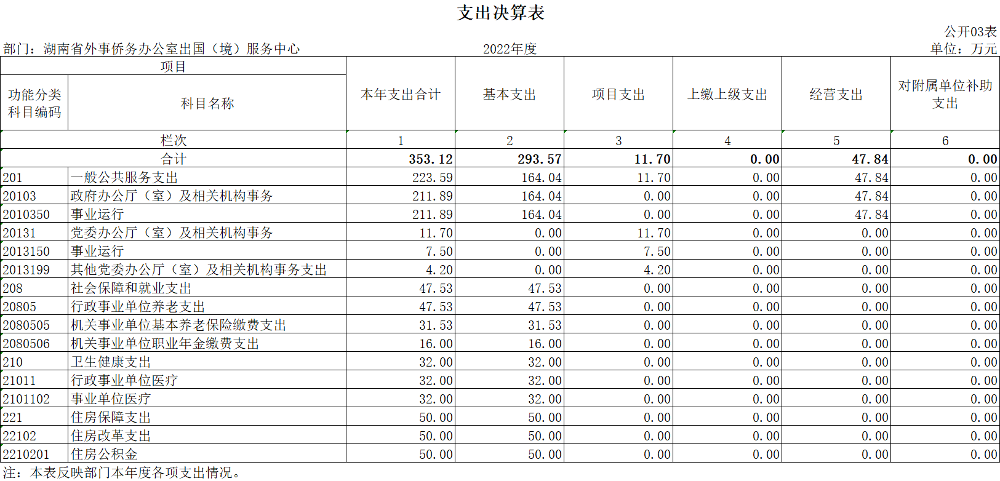 支出决算表
公开03表
部门：湖南省外事侨务办公室出国（境）服务中心 2022年度 单位：万元
项目 本年支出合计 基本支出 项目支出 上缴上级支出 经营支出 对附属单位补助支出
功能分类科目编码 科目名称
栏次 1 2 3 4 5 6
合计 353.12 293.57 11.70 0.00 47.84 0.00
201 一般公共服务支出 223.59 164.04 11.70 0.00 47.84 0.00
20103 政府办公厅（室）及相关机构事务 211.89 164.04 0.00 0.00 47.84 0.00
2010350 事业运行 211.89 164.04 0.00 0.00 47.84 0.00
20131 党委办公厅（室）及相关机构事务 11.70 0.00 11.70 0.00 0.00 0.00
2013150 事业运行 7.50 0.00 7.50 0.00 0.00 0.00
2013199 其他党委办公厅（室）及相关机构事务支出 4.20 0.00 4.20 0.00 0.00 0.00
208 社会保障和就业支出 47.53 47.53 0.00 0.00 0.00 0.00
20805 行政事业单位养老支出 47.53 47.53 0.00 0.00 0.00 0.00
2080505 机关事业单位基本养老保险缴费支出 31.53 31.53 0.00 0.00 0.00 0.00
2080506 机关事业单位职业年金缴费支出 16.00 16.00 0.00 0.00 0.00 0.00
210 卫生健康支出 32.00 32.00 0.00 0.00 0.00 0.00
21011 行政事业单位医疗 32.00 32.00 0.00 0.00 0.00 0.00
2101102 事业单位医疗 32.00 32.00 0.00 0.00 0.00 0.00
221 住房保障支出 50.00 50.00 0.00 0.00 0.00 0.00
22102 住房改革支出 50.00 50.00 0.00 0.00 0.00 0.00
2210201 住房公积金 50.00 50.00 0.00 0.00 0.00 0.00
注：本表反映部门本年度各项支出情况。